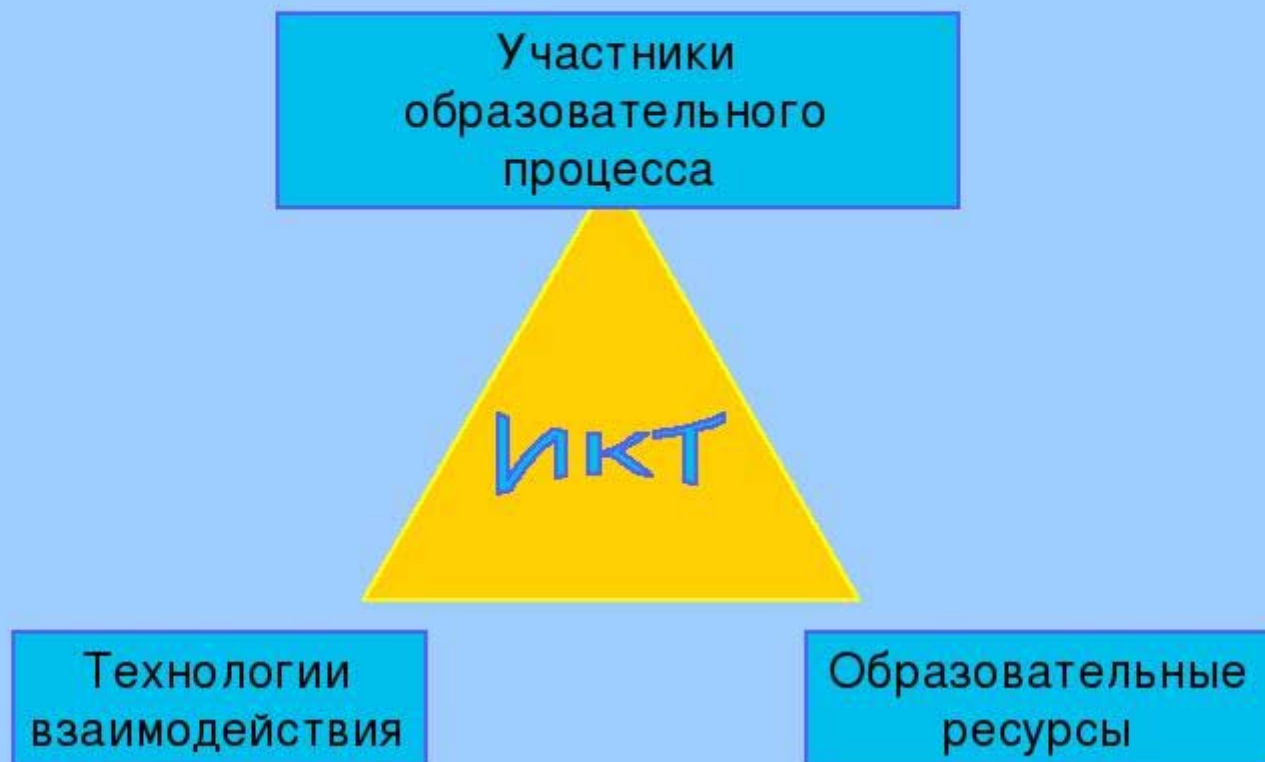 Участники
образовательного
процесса
ИКТ
Технологии
взаимодействия
Образовательные
ресурсы